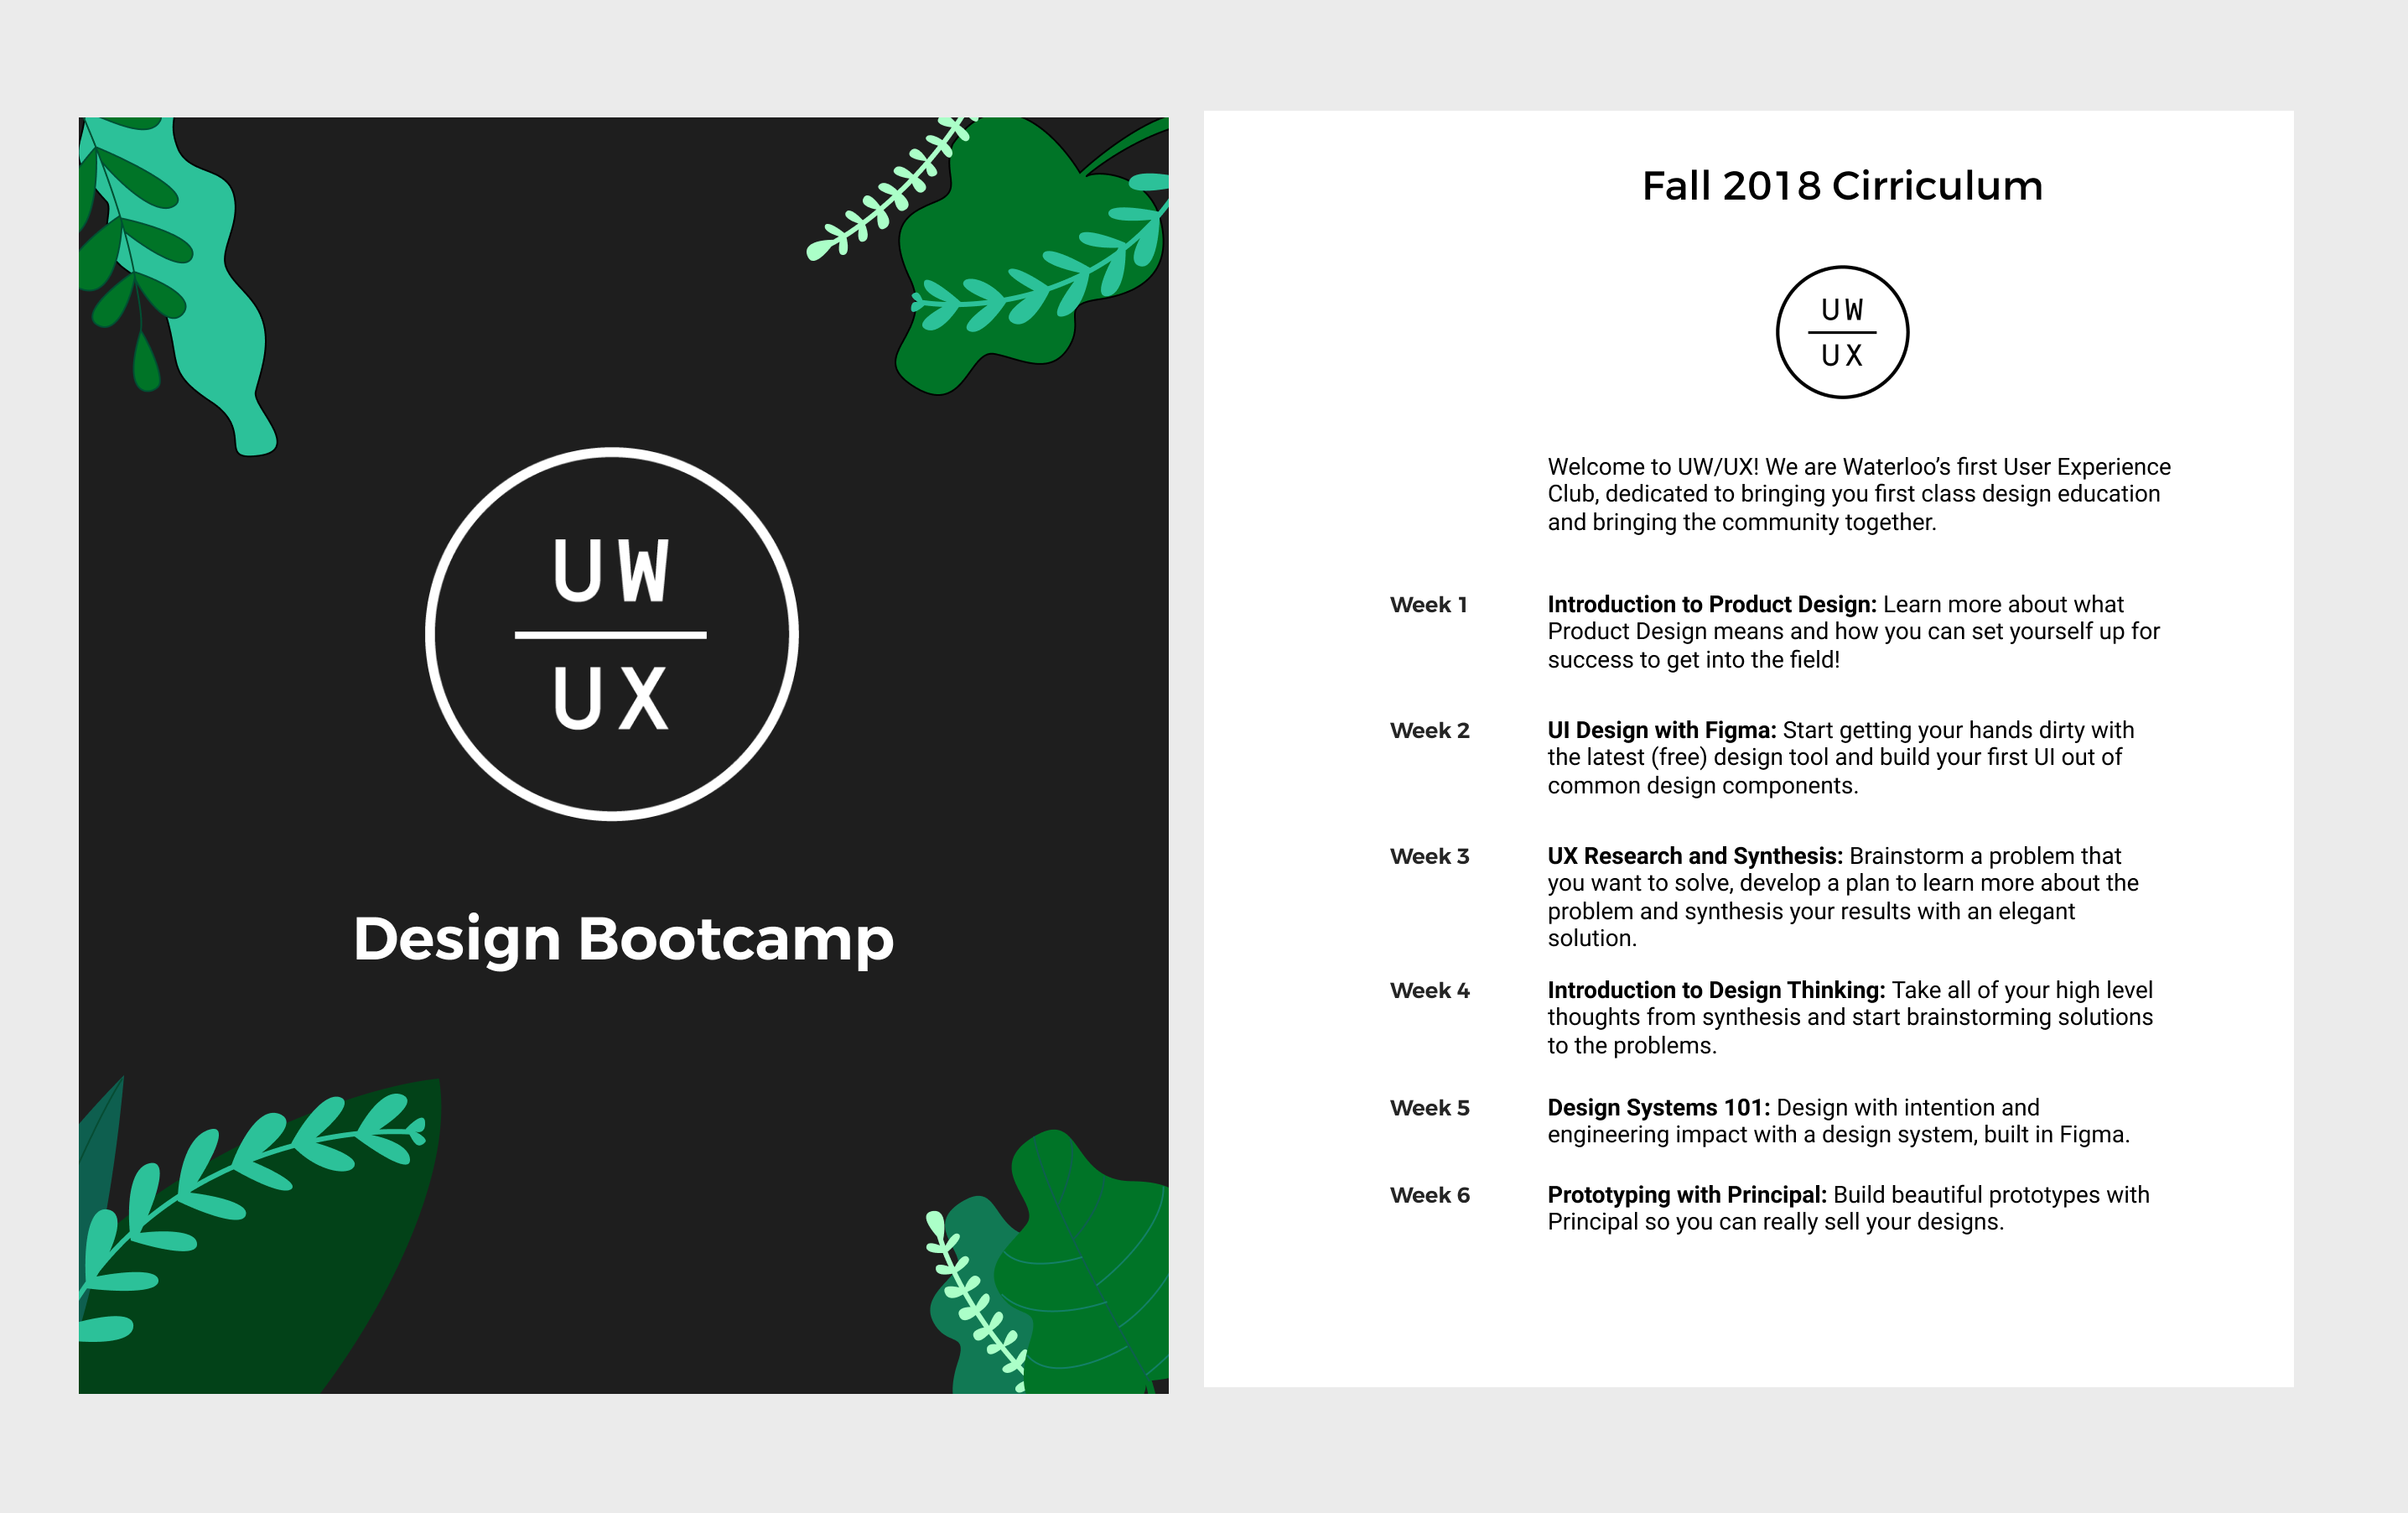 UW
UX
Design Bootcamp
Fall 2018 Cirriculum
UW
UX
Welcome to UW/UX! We are Waterloo’s first User Experience
Club, dedicated to bringing you first class design education
and bringing the community together.
Week 1
Introduction to Product Design: Learn more about what
Product Design means and how you can set yourself up for
success to get into the field!
Week 2
UI Design with Figma: Start getting your hands dirty with
the latest (free) design tool and build your first UI out of
common design components.
Week 3
UX Research and Synthesis: Brainstorm a problem that
you want to solve, develop a plan to learn more about the
problem and synthesis your results with an elegant
solution.
Week 4
Introduction to Design Thinking: Take all of your high level
thoughts from synthesis and start brainstorming solutions
to the problems.
Week 5
Design Systems 101: Design with intention and
engineering impact with a design system, built in Figma.
Week 6
Prototyping with Principal: Build beautiful prototypes with
Principal so you can really sell your designs.